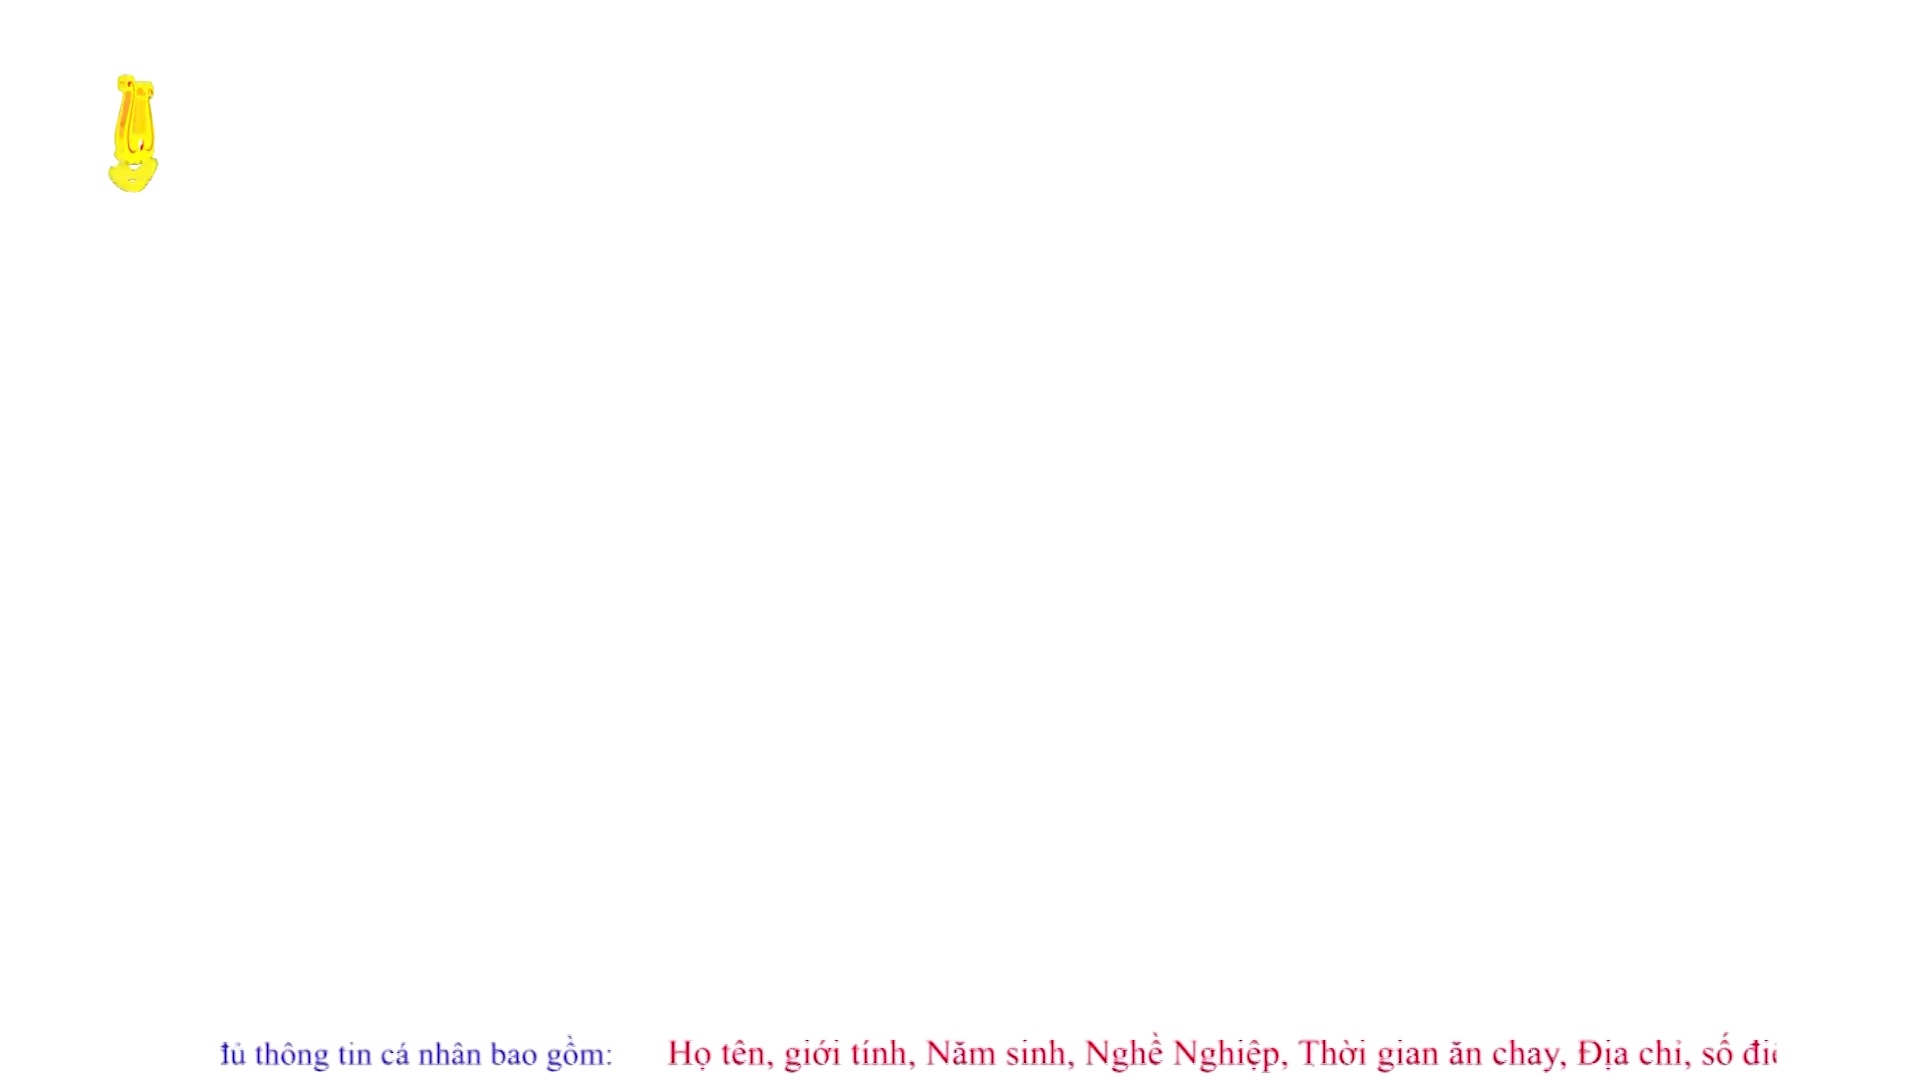 đủ thông tin cá nhân bao gồm: Họ tên, giới tính, Năm sinh, Nghề Nghiệp, Thời gian ăn chay, Địa chỉ, số